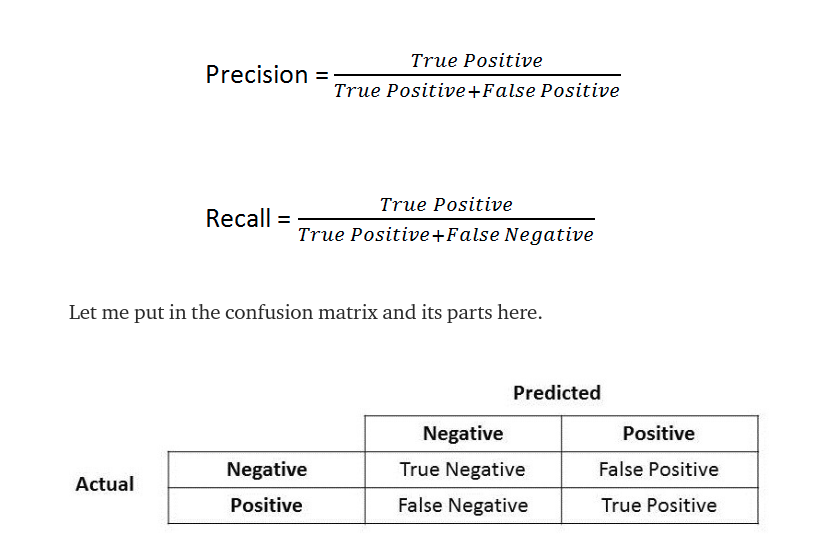 Precision = True Positive
True Positive+False Positive
Recall = True Positive
True Positive+False Negative
Let me put in the confusion matrix and its parts here.
Predicted
Negative Positive
Actual Negative True Negative False Positive
Positive False Negative True Positive